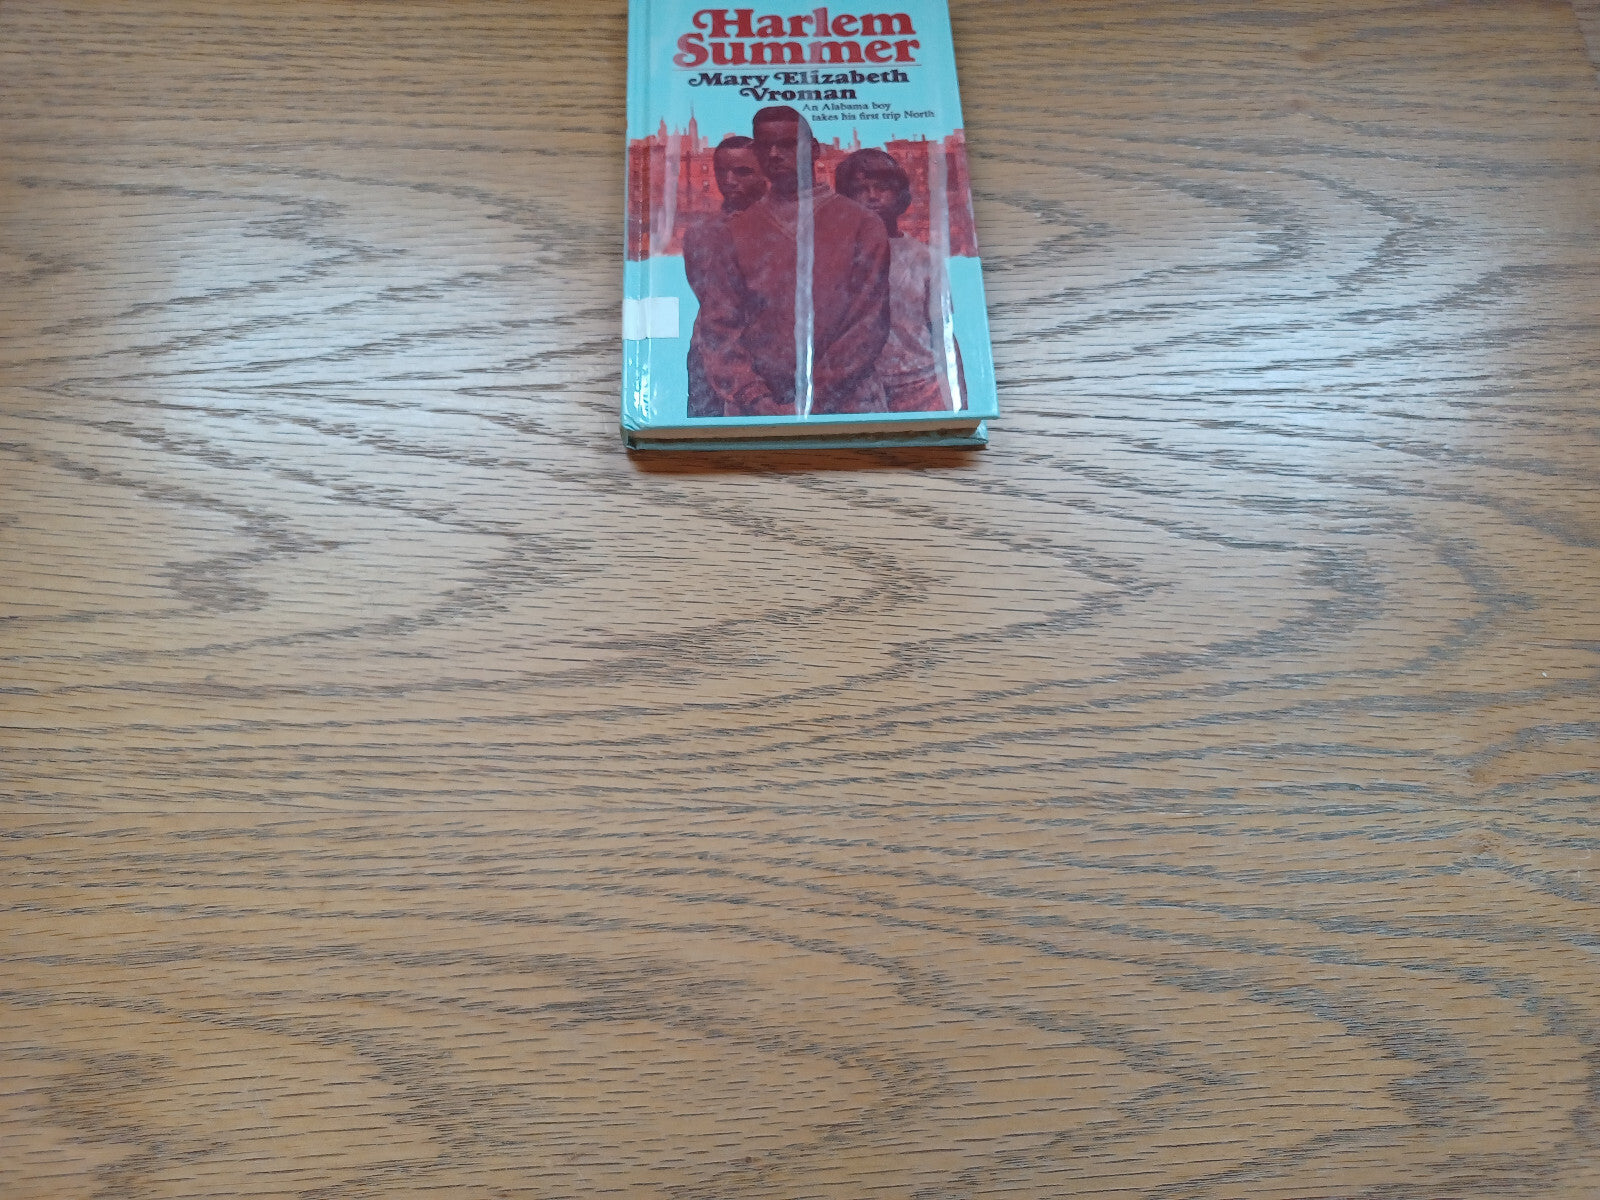 Harlem
Summer
Mary Elizabeth
Vroman
An Alabama boy
takes his first trip North